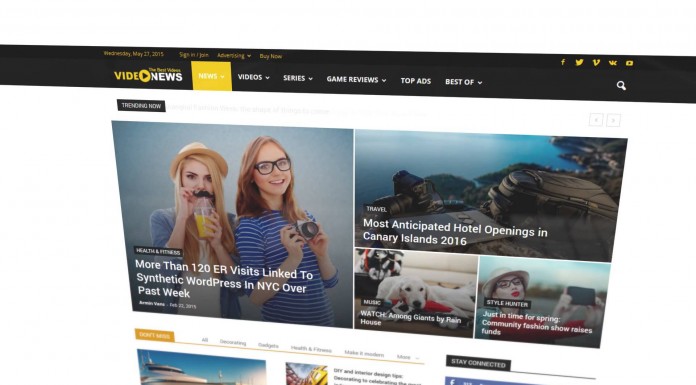 Wednesday, May 27, 2015 Sign in / Join Advertising Buy Now
The Best Videos
VIDEONEWS
NEWS VIDEOS SERIES GAME REVIEWS TOP ADS BEST OF
TRENDING NOW
HEALTH & FITNESS
More Than 120 ER Visits Linked To
Synthetic WordPress In NYC Over
Past Week
Armin Vans - Feb 22, 2015
TRAVEL
Most Anticipated Hotel Openings in
Canary Islands 2016
MUSIC
WATCH: Among Giants by Rain
House
STYLE HUNTER
Just in time for spring:
Community fashion show raises
funds
DON'T MISS
All Decorating Gadgets Health & Fitness Make it modern More
DIY and interior design tips:
Decorating to celebrating the
STAY CONNECTED